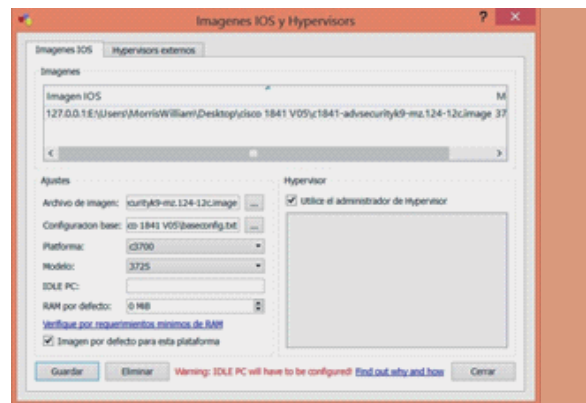 Imagenes IOS y Hypervisors
Imagenes IOS Hypervisors externos
Imagenes
Imagen IOS M
127.0.0.1:E:\Users\MorrisWilliam\Desktop\cisco 1841 V05\c1841-advsecurityk9-mz.124-12c.image 37
Ajustes
Hypervisor
Archivo de imagen: curityk9-mz.124-12c.image ...
Utilice el administrador de Hypervisor
Configuracion base: co 1841 V05\baseconfig.txt ...
Platforma: c3700
Modelo: 3725
IDLE PC:
RAM por defecto: 0 MiB
Verifique por requerimientos minimos de RAM
Imagen por defecto para esta plataforma
Guardar Eliminar Warning: IDLE PC will have to be configured! Find out why and how Cerrar